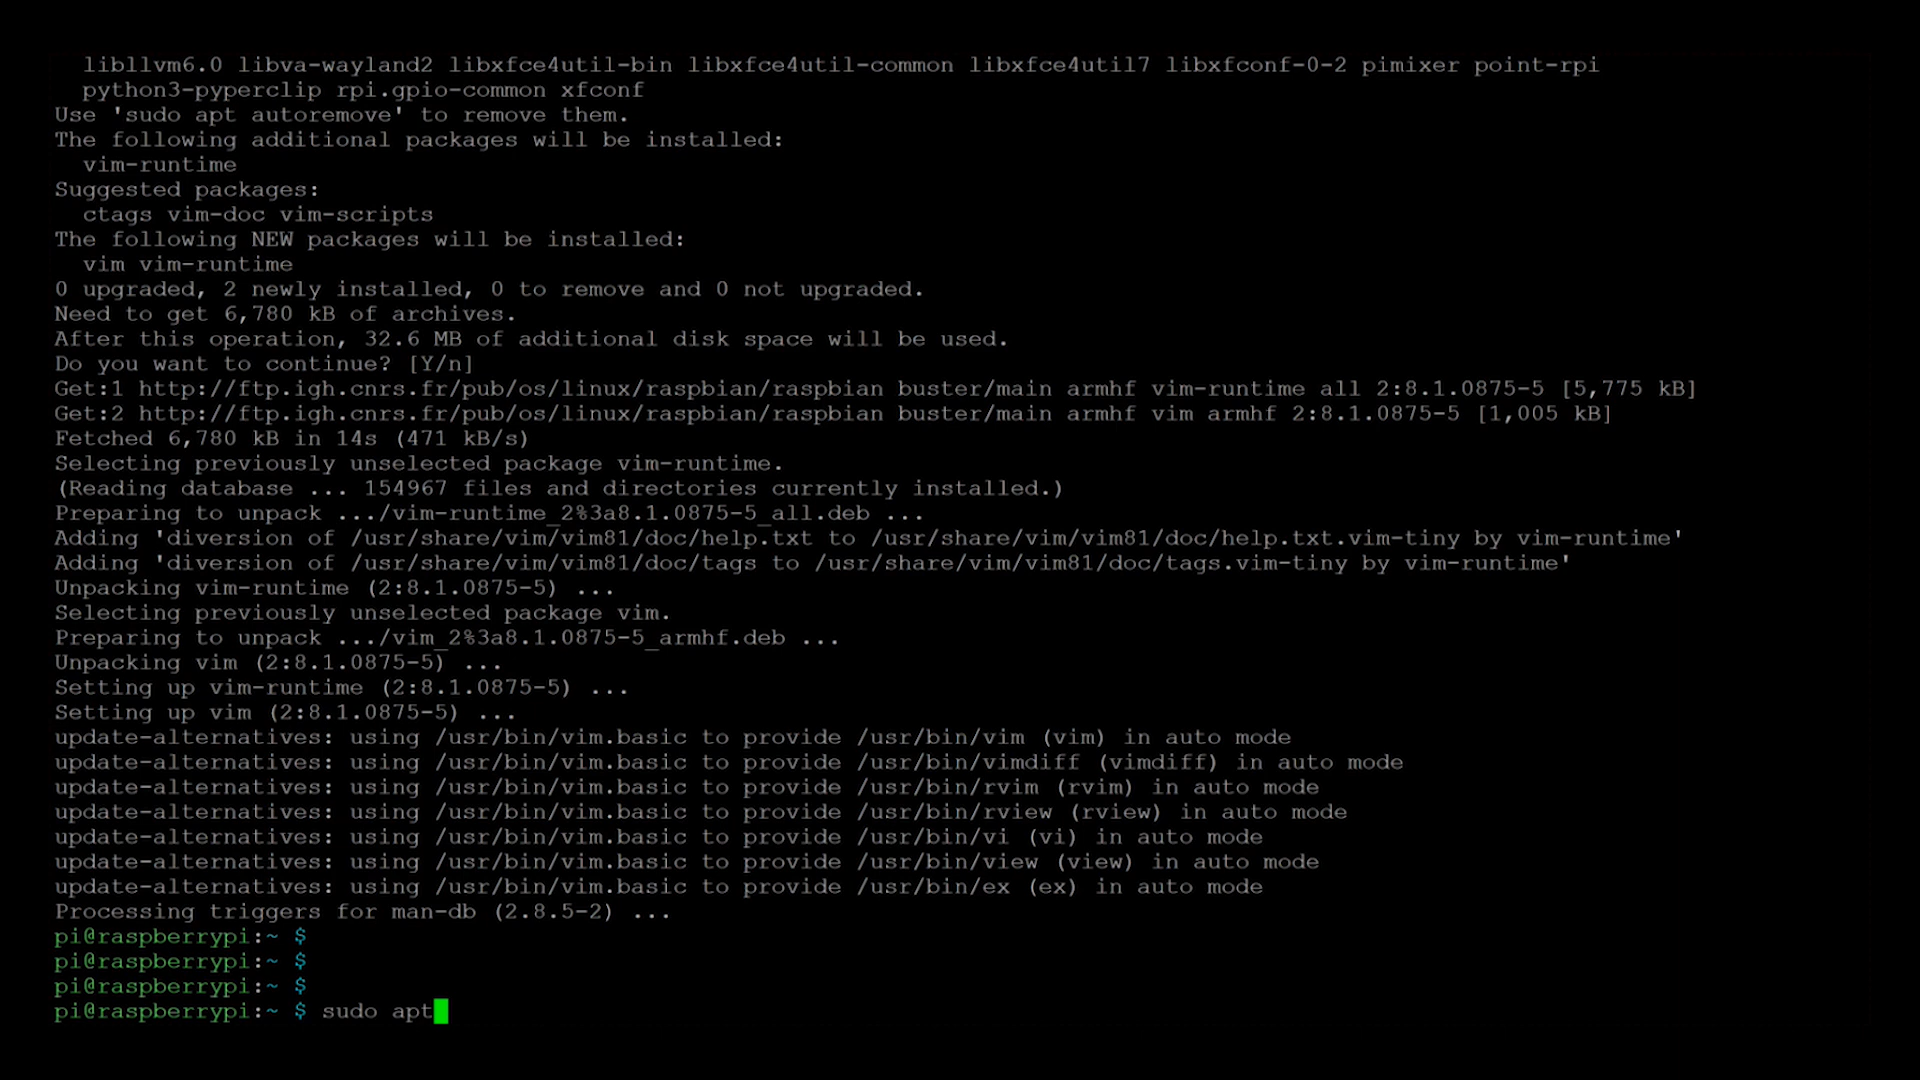 libllvm6.0 libva-wayland2 libxfce4util-bin libxfce4util-common libxfce4util7 libxfconf-0-2 pimixer point-rpi
python3-pyperclip rpi.gpio-common xfconf
Use 'sudo apt autoremove' to remove them.
The following additional packages will be installed:
vim-runtime
Suggested packages:
ctags vim-doc vim-scripts
The following NEW packages will be installed:
vim vim-runtime
0 upgraded, 2 newly installed, 0 to remove and 0 not upgraded.
Need to get 6,780 kB of archives.
After this operation, 32.6 MB of additional disk space will be used.
Do you want to continue? [Y/n]
Get:1 http://ftp.igh.cnrs.fr/pub/os/linux/raspbian/raspbian buster/main armhf vim-runtime all 2:8.1.0875-5 [5,775 kB]
Get:2 http://ftp.igh.cnrs.fr/pub/os/linux/raspbian/raspbian buster/main armhf vim armhf 2:8.1.0875-5 [1,005 kB]
Fetched 6,780 kB in 14s (471 kB/s)
Selecting previously unselected package vim-runtime.
(Reading database ... 154967 files and directories currently installed.)
Preparing to unpack .../vim-runtime_2%3a8.1.0875-5_all.deb ...
Adding 'diversion of /usr/share/vim/vim81/doc/help.txt to /usr/share/vim/vim81/doc/help.txt.vim-tiny by vim-runtime'
Adding 'diversion of /usr/share/vim/vim81/doc/tags to /usr/share/vim/vim81/doc/tags.vim-tiny by vim-runtime'
Unpacking vim-runtime (2:8.1.0875-5) ...
Selecting previously unselected package vim.
Preparing to unpack .../vim_2%3a8.1.0875-5_armhf.deb ...
Unpacking vim (2:8.1.0875-5) ...
Setting up vim-runtime (2:8.1.0875-5) ...
Setting up vim (2:8.1.0875-5) ...
update-alternatives: using /usr/bin/vim.basic to provide /usr/bin/vim (vim) in auto mode
update-alternatives: using /usr/bin/vim.basic to provide /usr/bin/vimdiff (vimdiff) in auto mode
update-alternatives: using /usr/bin/vim.basic to provide /usr/bin/rvim (rvim) in auto mode
update-alternatives: using /usr/bin/vim.basic to provide /usr/bin/rview (rview) in auto mode
update-alternatives: using /usr/bin/vim.basic to provide /usr/bin/vi (vi) in auto mode
update-alternatives: using /usr/bin/vim.basic to provide /usr/bin/view (view) in auto mode
update-alternatives: using /usr/bin/vim.basic to provide /usr/bin/ex (ex) in auto mode
Processing triggers for man-db (2.8.5-2) ...
pi@raspberrypi:~ $
pi@raspberrypi:~ $
pi@raspberrypi:~ $
pi@raspberrypi:~ $ sudo apt